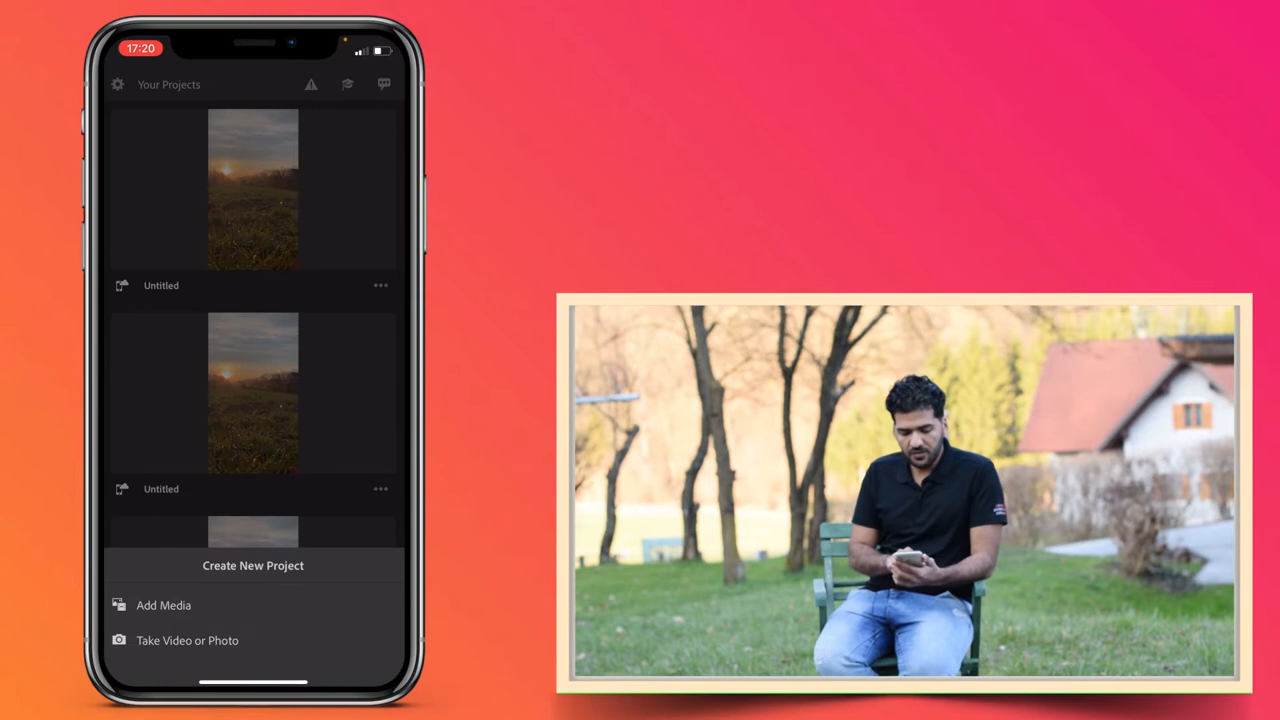 17:20
Your Projects
Untitled
Untitled
Create New Project
Add Media
Take Video or Photo